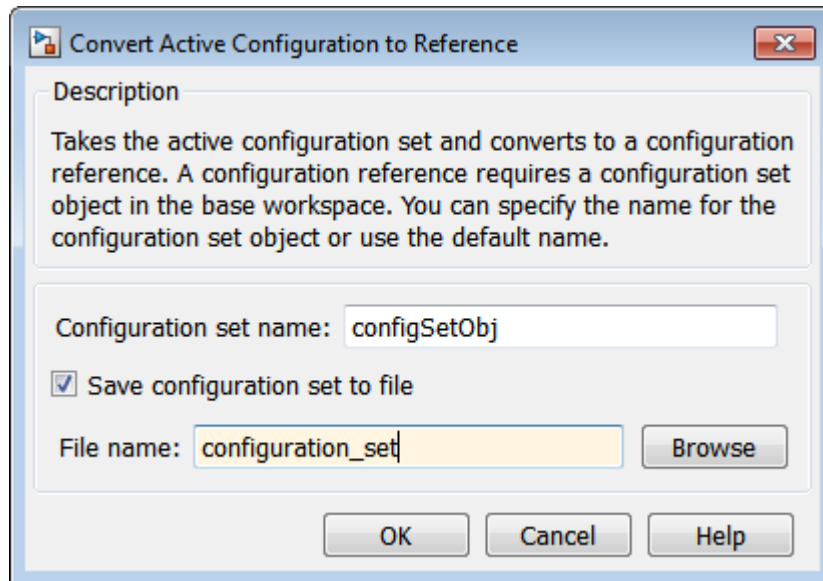 Convert Active Configuration to Reference
Description
Takes the active configuration set and converts to a configuration
reference. A configuration reference requires a configuration set
object in the base workspace. You can specify the name for the
configuration set object or use the default name.
Configuration set name: configSetObj
Save configuration set to file
File name: configuration_set Browse
OK Cancel Help